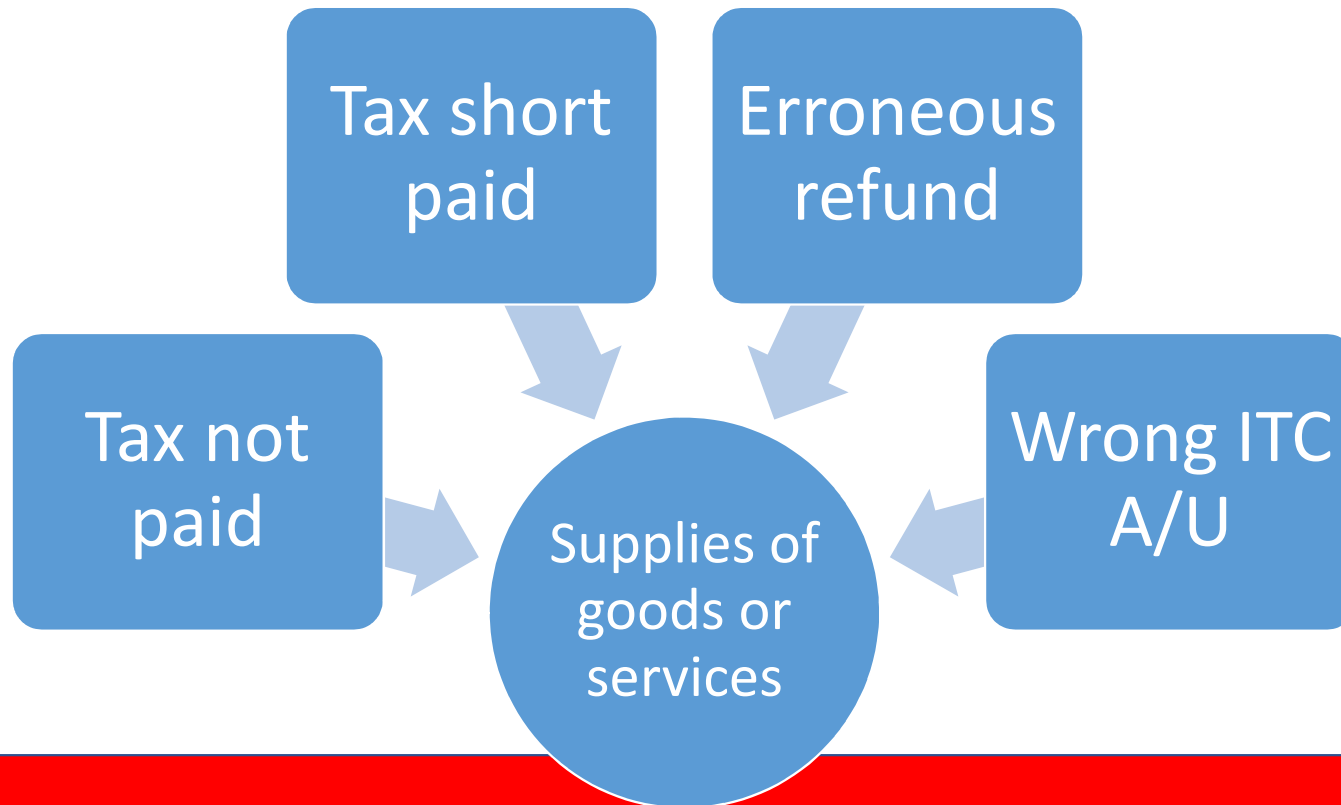 Tax short
paid
Erroneous
refund
Tax not
paid
Wrong ITC
A/U
Supplies of
goods or
services